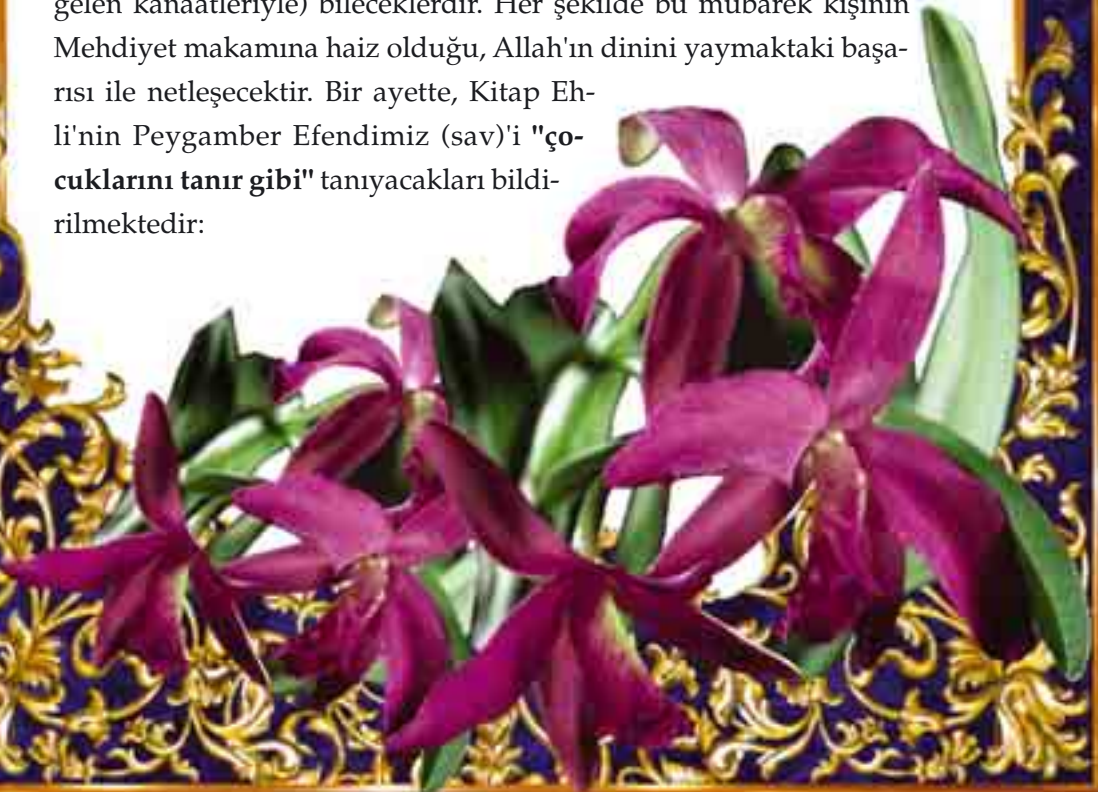 gelen kanaatleriyle) bileceklerdir. Her şekilde bu mübarek kişinin
Mehdiyet makamına haiz olduğu, Allah'ın dinini yaymaktaki başa-
rısı ile netleşecektir. Bir ayette, Kitap Eh-
li'nin Peygamber Efendimiz (sav)'i "ço-
cuklarını tanır gibi" tanıyacakları bildi-
rilmektedir: